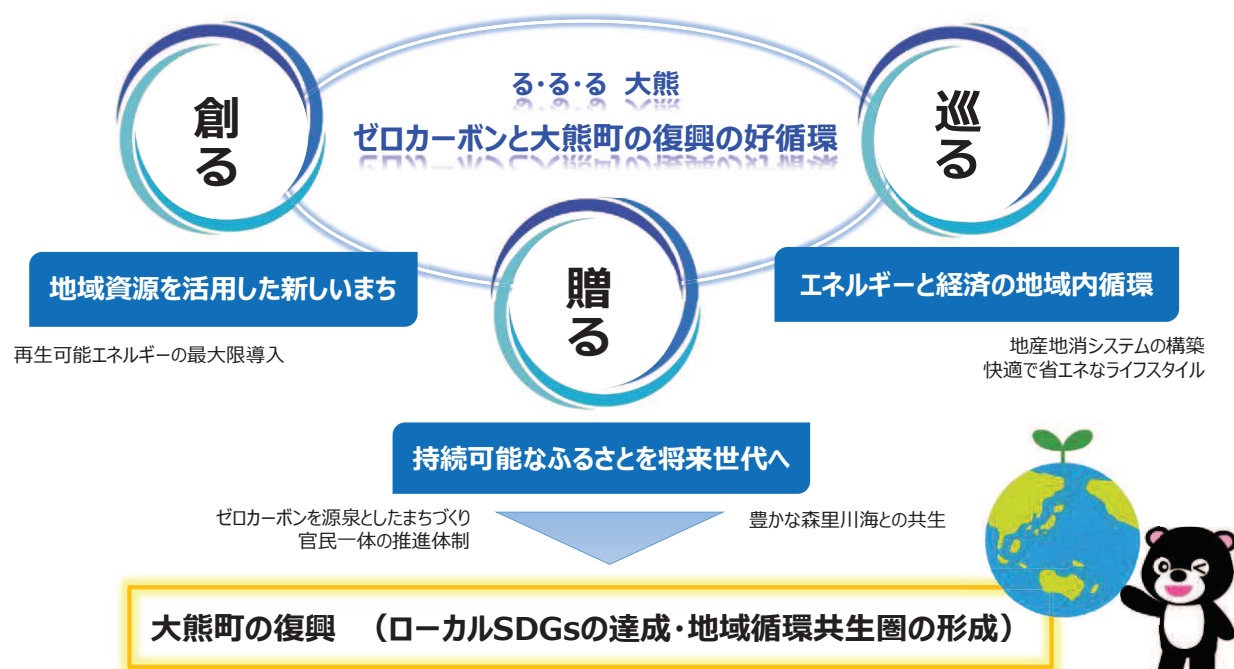 る・る・る 大熊
ゼロカーボンと大熊町の復興の好循環
創る
地域資源を活用した新しいまち
再生可能エネルギーの最大限導入
巡る
エネルギーと経済の地域内循環
地産地消システムの構築
快適で省エネなライフスタイル
贈る
持続可能なふるさとを将来世代へ
ゼロカーボンを源泉としたまちづくり
官民一体の推進体制
豊かな森里川海との共生
大熊町の復興 （ローカルSDGsの達成・地域循環共生圏の形成）